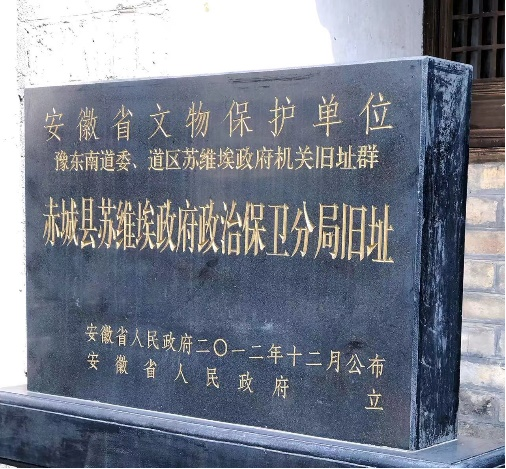 安徽省文物保护单位
豫东南道委、道区苏维埃政府机关旧址群
赤城县苏维埃政府政治保卫分局旧址
安徽省人民政府二〇一二年十二月公布
安徽省人民政府 立